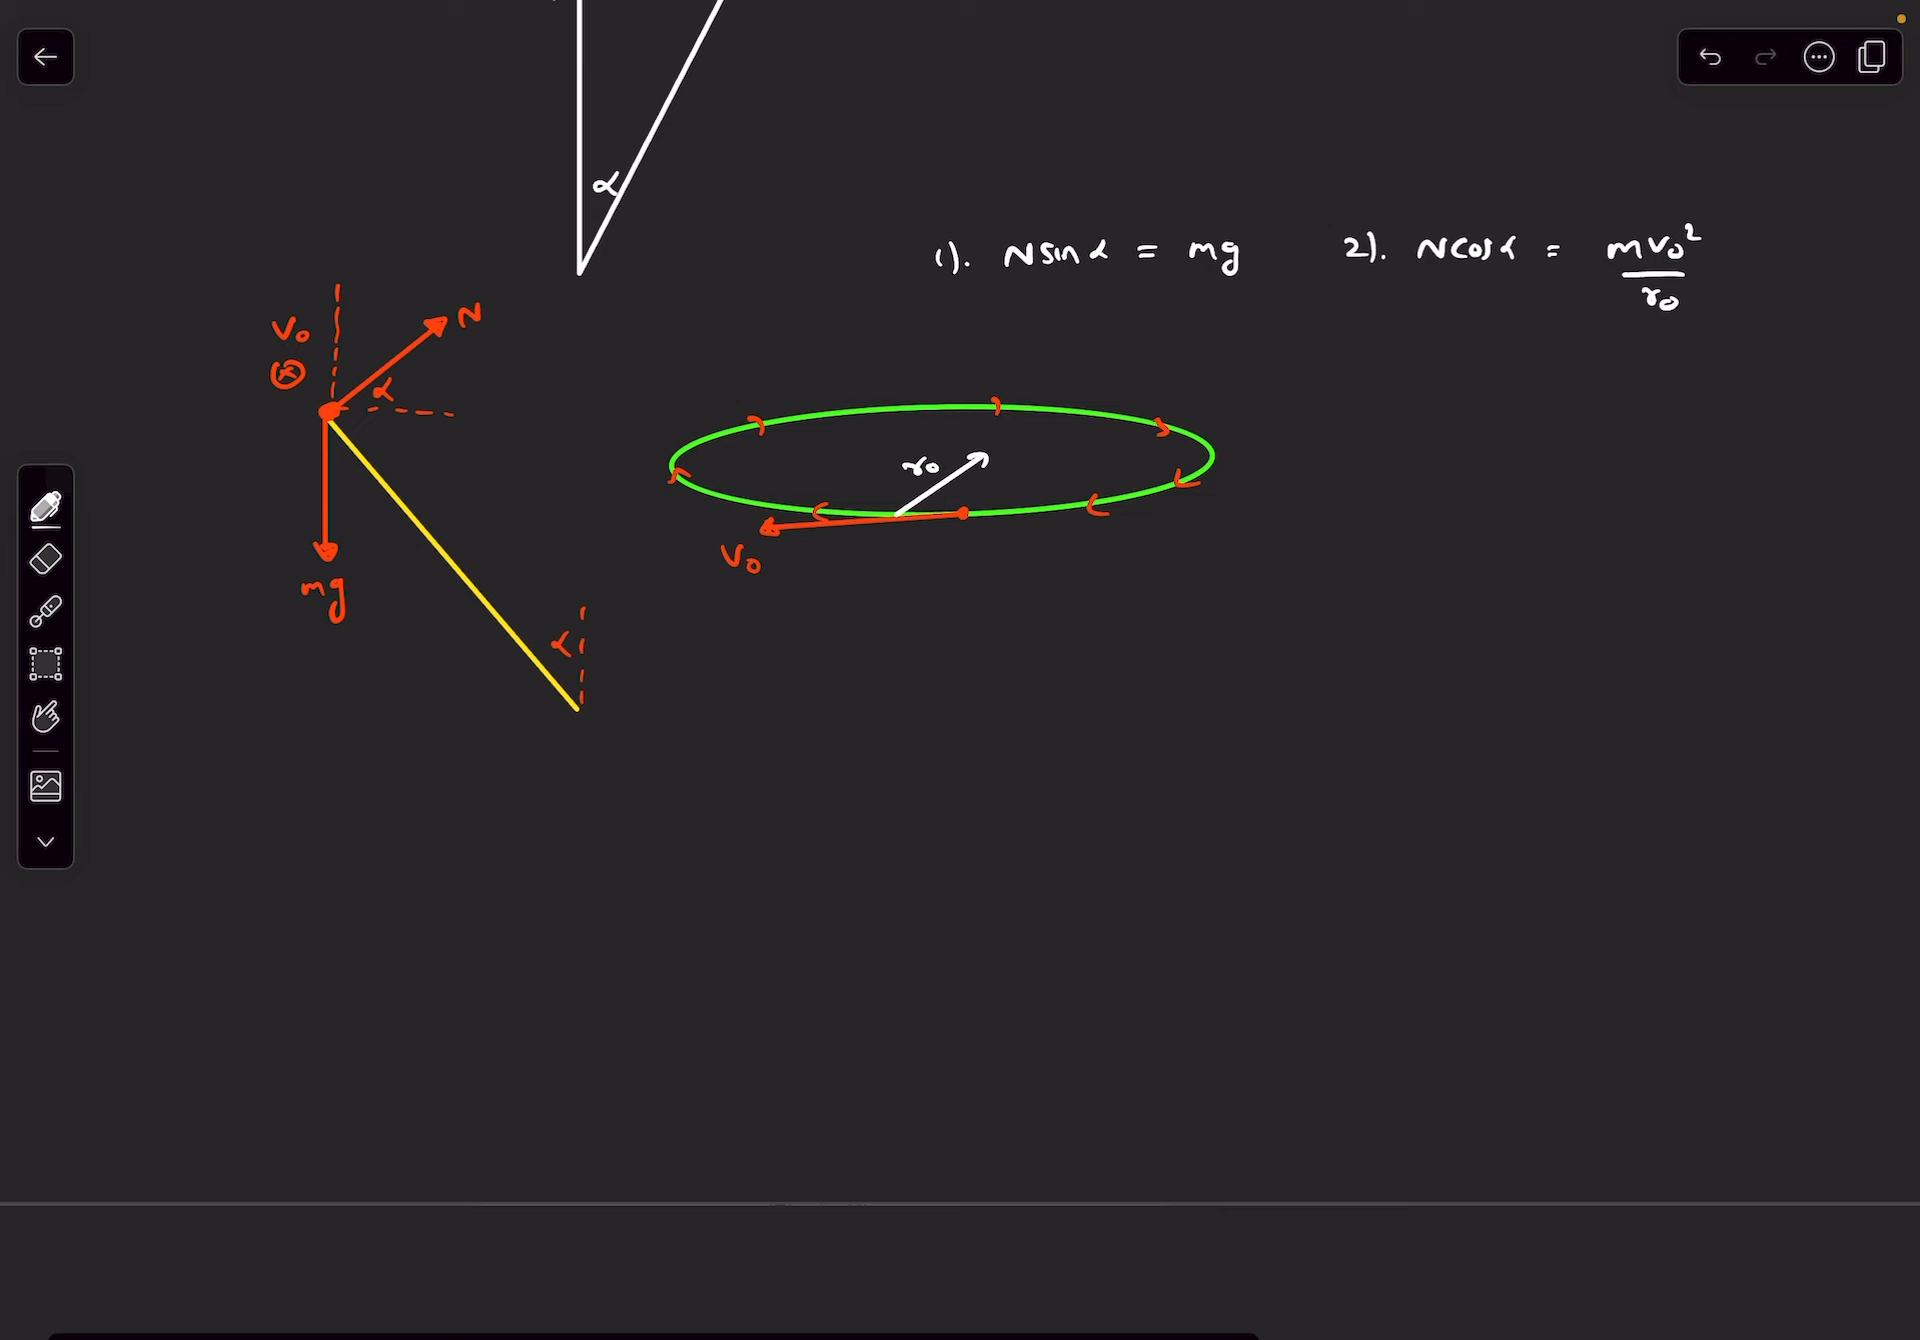 α
1). N sin α = mg
2). N cos α = mv₀² / r₀
N
v₀
α
r₀
v₀
mg
α